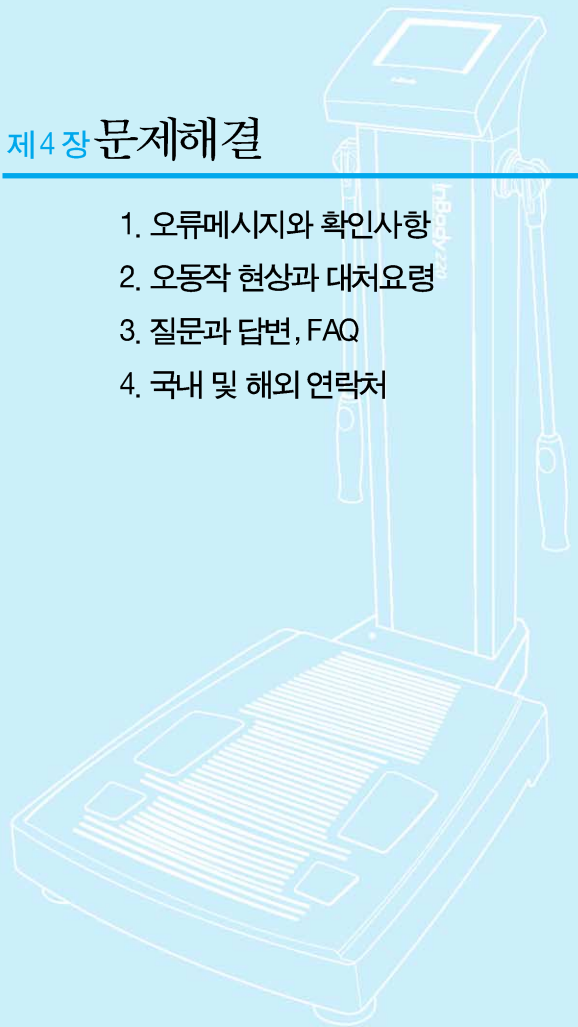 제4장 문제해결
1. 오류메시지와 확인사항
2. 오동작 현상과 대처요령
3. 질문과 답변, FAQ
4. 국내 및 해외 연락처
InBody 220